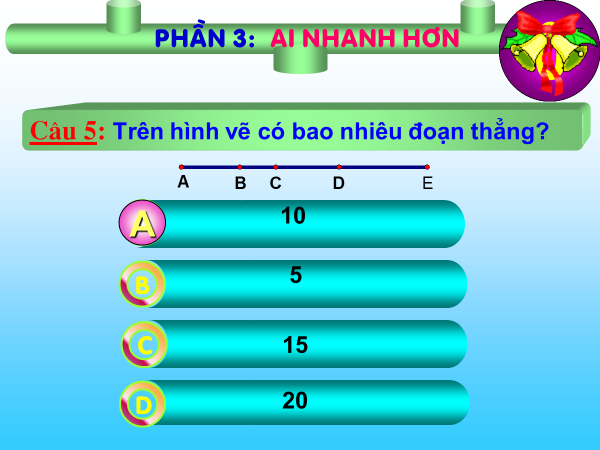 PHẦN 3: AI NHANH HƠN
Câu 5: Trên hình vẽ có bao nhiêu đoạn thẳng?
A B C D E
A 10
B 5
C 15
D 20